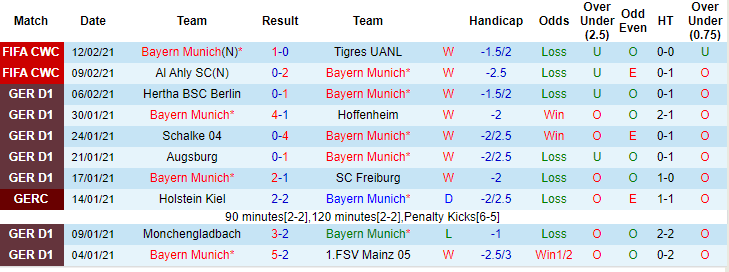 Match Date Team Result Team Handicap Odds Over Under (2.5) Odd Even HT Over Under (0.75)
FIFA CWC 12/02/21 Bayern Munich(N)* 1-0 Tigres UANL W -1.5/2 Loss U O 0-0 U
FIFA CWC 09/02/21 Al Ahly SC(N) 0-2 Bayern Munich* W -2.5 Loss U E 0-1 O
GER D1 06/02/21 Hertha BSC Berlin 0-1 Bayern Munich* W -1.5/2 Loss U O 0-1 O
GER D1 30/01/21 Bayern Munich* 4-1 Hoffenheim W -2 Win O O 2-1 O
GER D1 24/01/21 Schalke 04 0-4 Bayern Munich* W -2/2.5 Win O E 0-1 O
GER D1 21/01/21 Augsburg 0-1 Bayern Munich* W -2/2.5 Loss U O 0-1 O
GER D1 17/01/21 Bayern Munich* 2-1 SC Freiburg W -2 Loss O O 1-0 O
GERC 14/01/21 Holstein Kiel 2-2 Bayern Munich* D -2/2.5 Loss O E 1-1 O
90 minutes[2-2],120 minutes[2-2],Penalty Kicks[6-5]
GER D1 09/01/21 Monchengladbach 3-2 Bayern Munich* L -1 Loss O O 2-2 O
GER D1 04/01/21 Bayern Munich* 5-2 1.FSV Mainz 05 W -2.5/3 Win1/2 O O 0-2 O